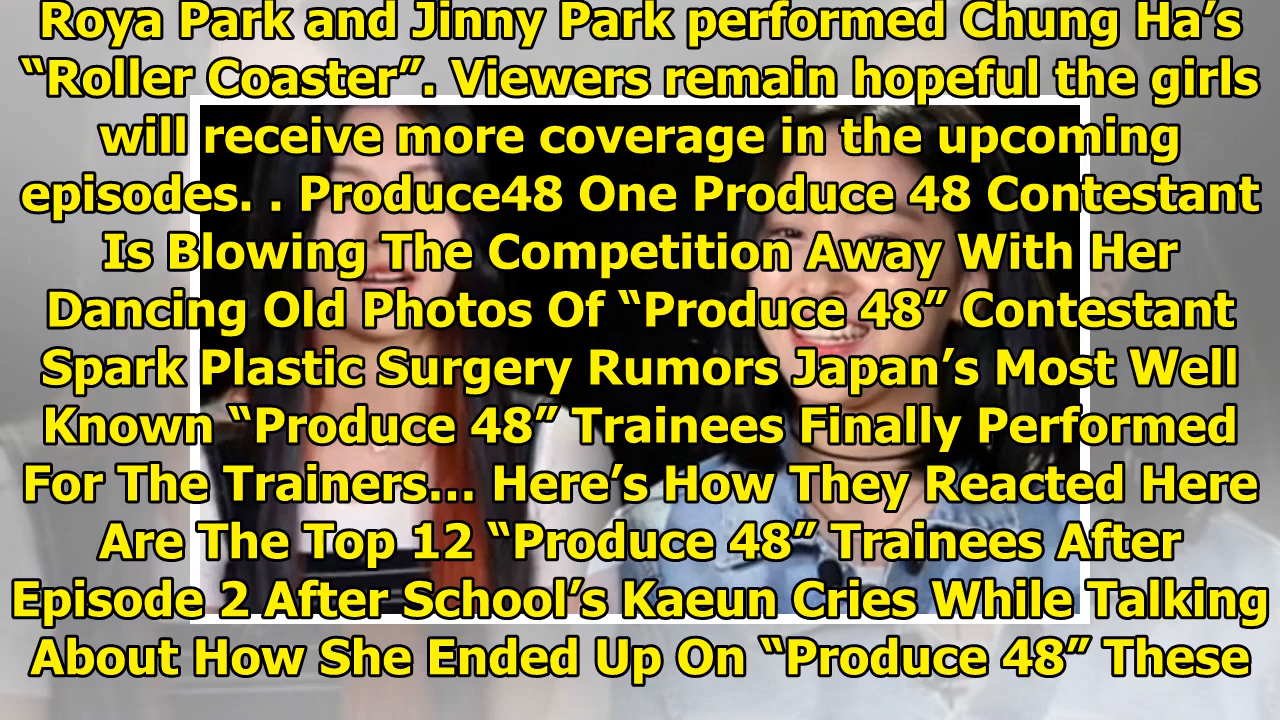 Roya Park and Jinny Park performed Chung Ha’s
“Roller Coaster”. Viewers remain hopeful the girls
will receive more coverage in the upcoming
episodes. . Produce48 One Produce 48 Contestant
Is Blowing The Competition Away With Her
Dancing Old Photos Of “Produce 48” Contestant
Spark Plastic Surgery Rumors Japan’s Most Well
Known “Produce 48” Trainees Finally Performed
For The Trainers... Here’s How They Reacted Here
Are The Top 12 “Produce 48” Trainees After
Episode 2 After School’s Kaeun Cries While Talking
About How She Ended Up On “Produce 48” These